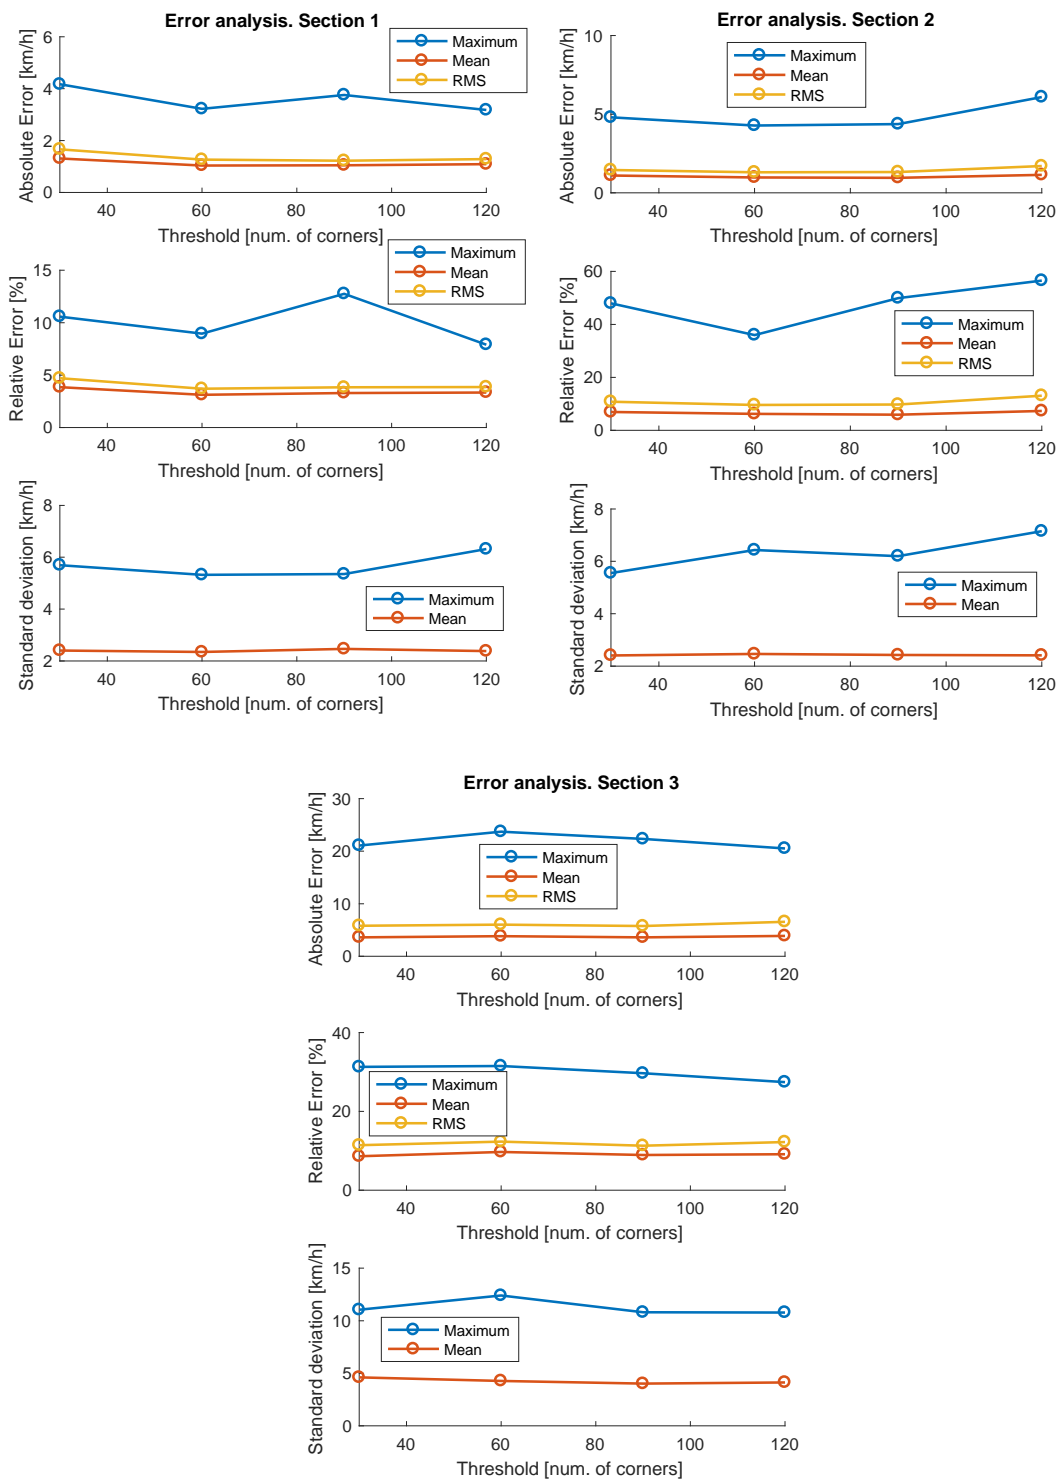 Error analysis. Section 1
Absolute Error [km/h]
6
4
2
0
40 60 80 100 120
Threshold [num. of corners]
Maximum
Mean
RMS
Relative Error [%]
15
10
5
0
40 60 80 100 120
Threshold [num. of corners]
Maximum
Mean
RMS
Standard deviation [km/h]
8
6
4
2
40 60 80 100 120
Threshold [num. of corners]
Maximum
Mean
Error analysis. Section 2
Absolute Error [km/h]
10
5
0
40 60 80 100 120
Threshold [num. of corners]
Maximum
Mean
RMS
Relative Error [%]
60
40
20
0
40 60 80 100 120
Threshold [num. of corners]
Maximum
Mean
RMS
Standard deviation [km/h]
8
6
4
2
40 60 80 100 120
Threshold [num. of corners]
Maximum
Mean
Error analysis. Section 3
Absolute Error [km/h]
30
20
10
0
40 60 80 100 120
Threshold [num. of corners]
Maximum
Mean
RMS
Relative Error [%]
40
20
0
40 60 80 100 120
Threshold [num. of corners]
Maximum
Mean
RMS
Standard deviation [km/h]
15
10
5
0
40 60 80 100 120
Threshold [num. of corners]
Maximum
Mean